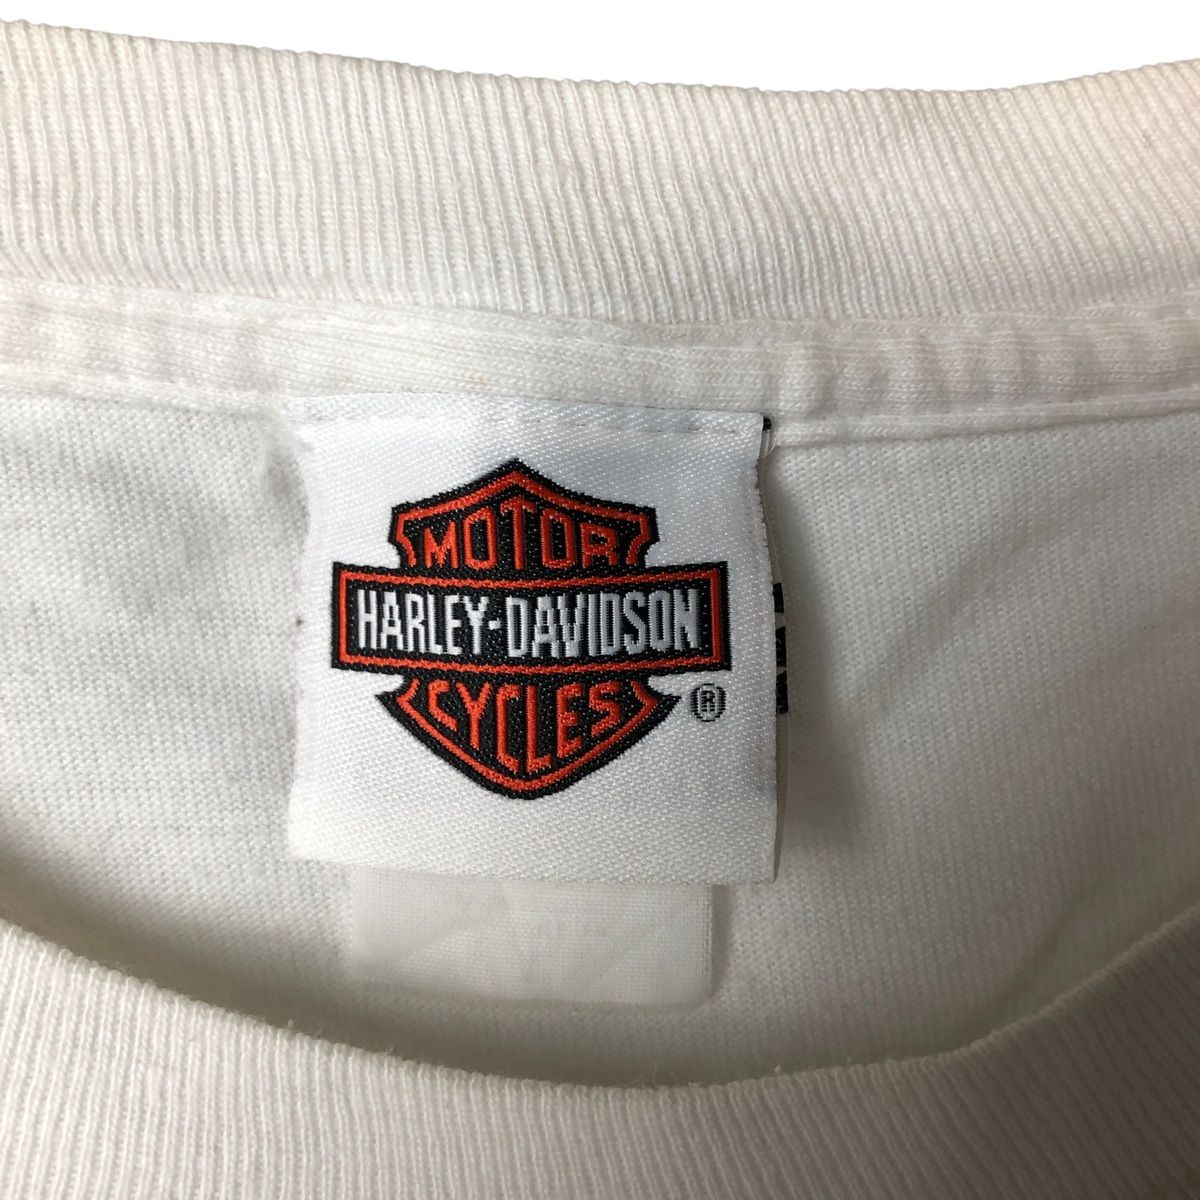 MOTOR
HARLEY-DAVIDSON
CYCLES
®